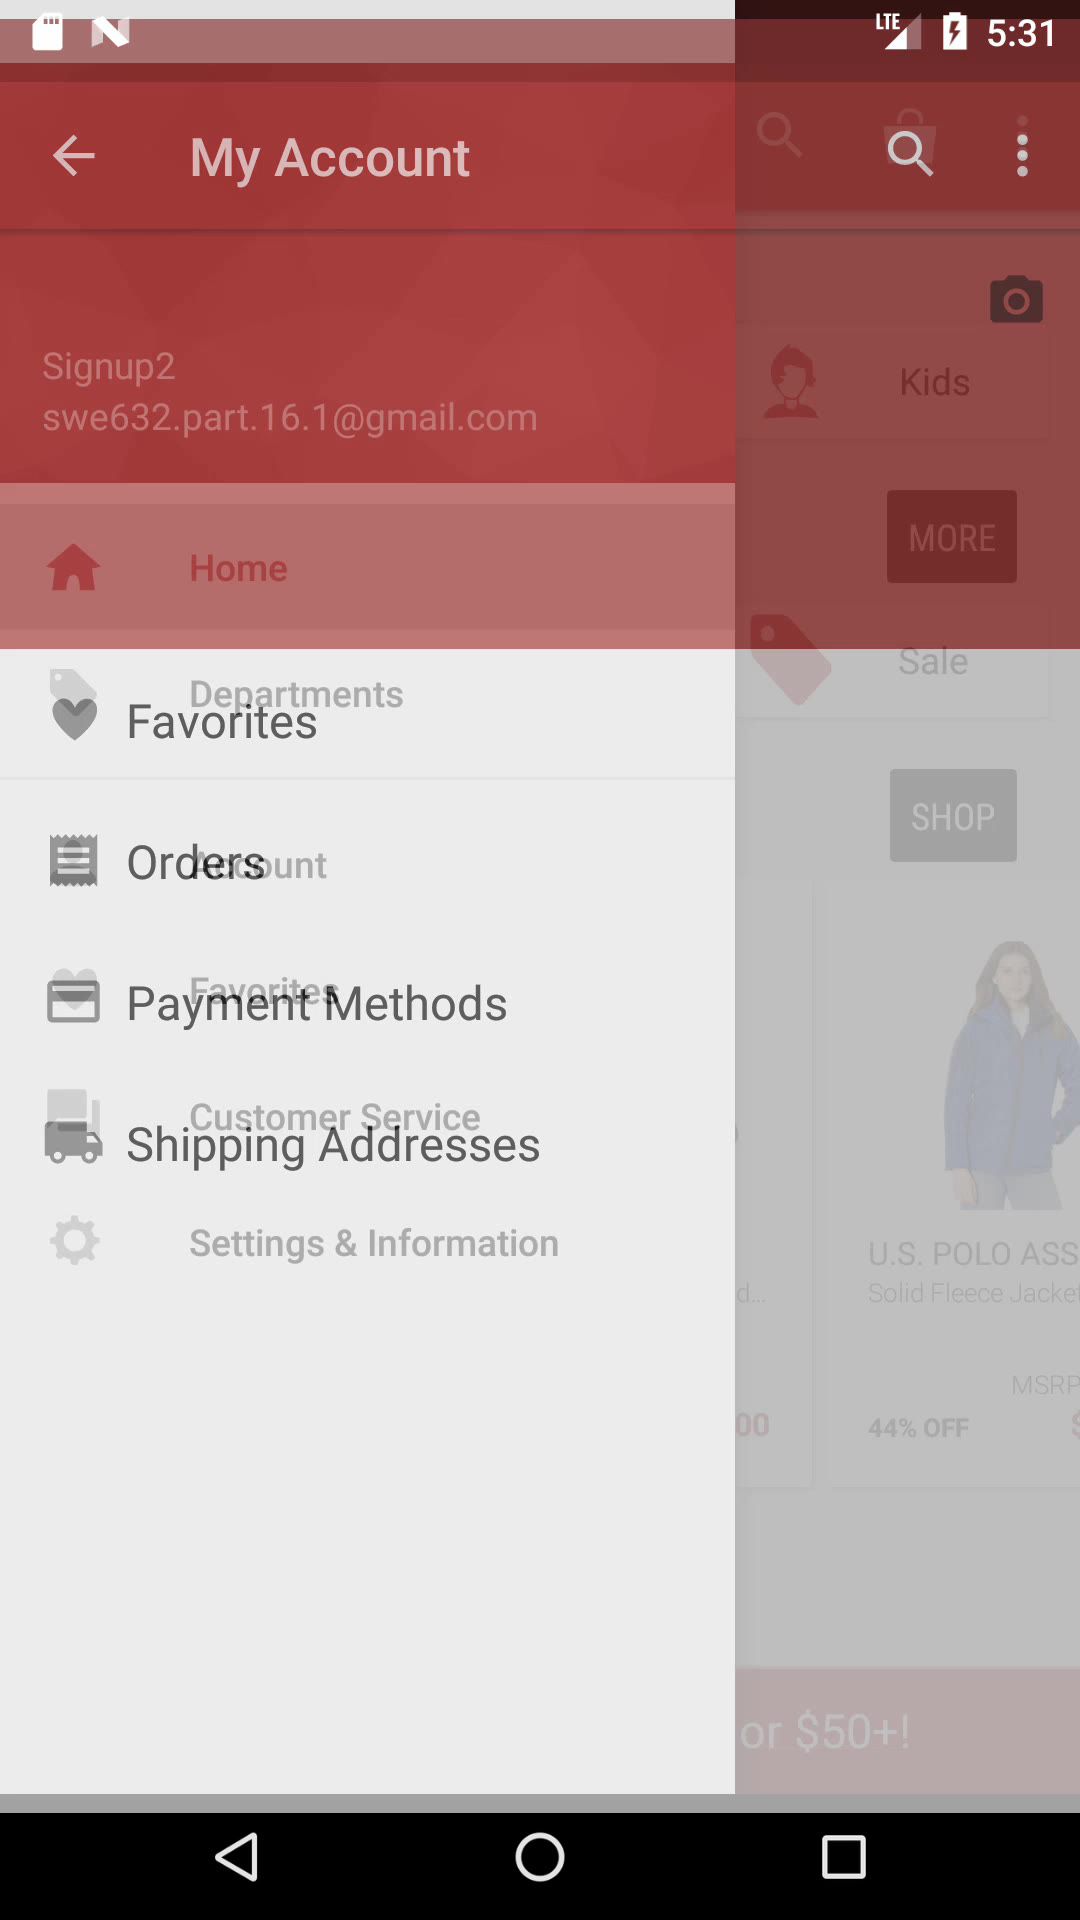 LTE 5:31
My Account
Signup2
swe632.part.16.1@gmail.com
Kids
MORE
Home
Sale
Departments
Favorites
SHOP
Orders
Account
Favorites
Payment Methods
Customer Service
Shipping Addresses
Settings & Information
U.S. POLO ASS
Solid Fleece Jacket
d...
MSRP
00
44% OFF
$
or $50+!